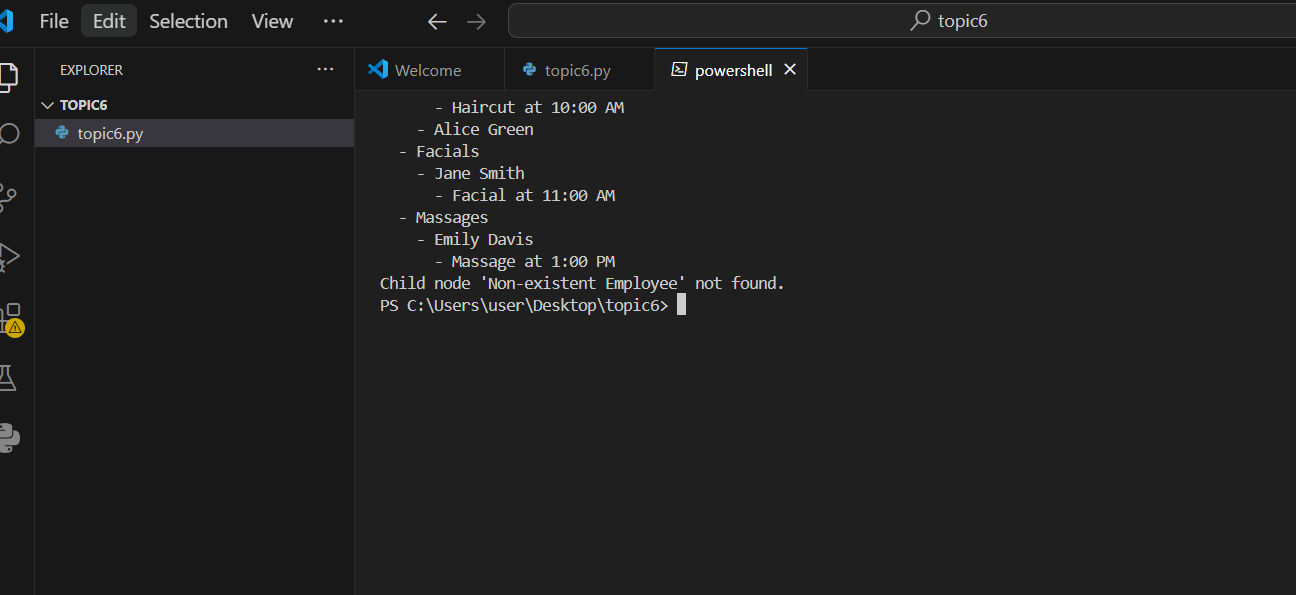 File Edit Selection View ··· topic6
EXPLORER ···
Welcome topic6.py powershell
TOPIC6
topic6.py
- Haircut at 10:00 AM
- Alice Green
- Facials
- Jane Smith
- Facial at 11:00 AM
- Massages
- Emily Davis
- Massage at 1:00 PM
Child node 'Non-existent Employee' not found.
PS C:\Users\user\Desktop\topic6>